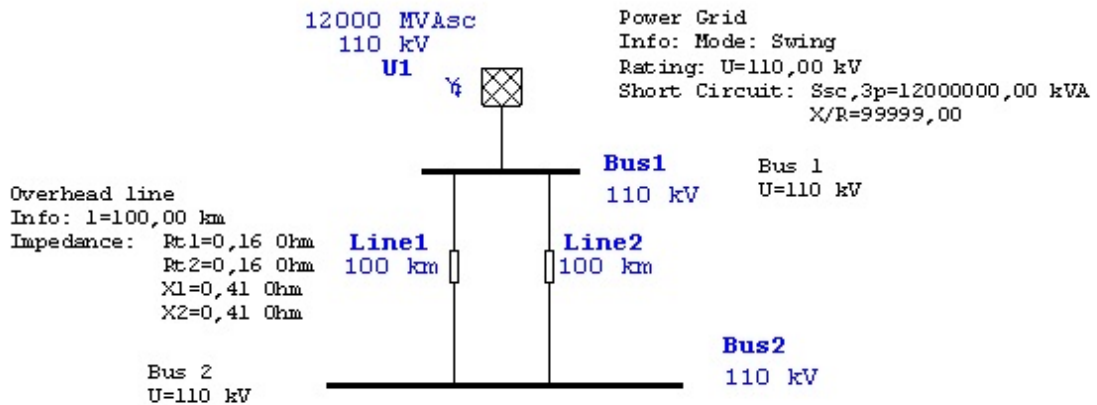 12000 MVAsc
110 kV
U1
Power Grid
Info: Mode: Swing
Rating: U=110,00 kV
Short Circuit: Ssc,3p=12000000,00 kVA
X/R=99999,00
Bus1
110 kV
Bus 1
U=110 kV
Overhead line
Info: l=100,00 km
Impedance: Rt1=0,16 Ohm
Rt2=0,16 Ohm
X1=0,41 Ohm
X2=0,41 Ohm
Line1
100 km
Line2
100 km
Bus2
110 kV
Bus 2
U=110 kV